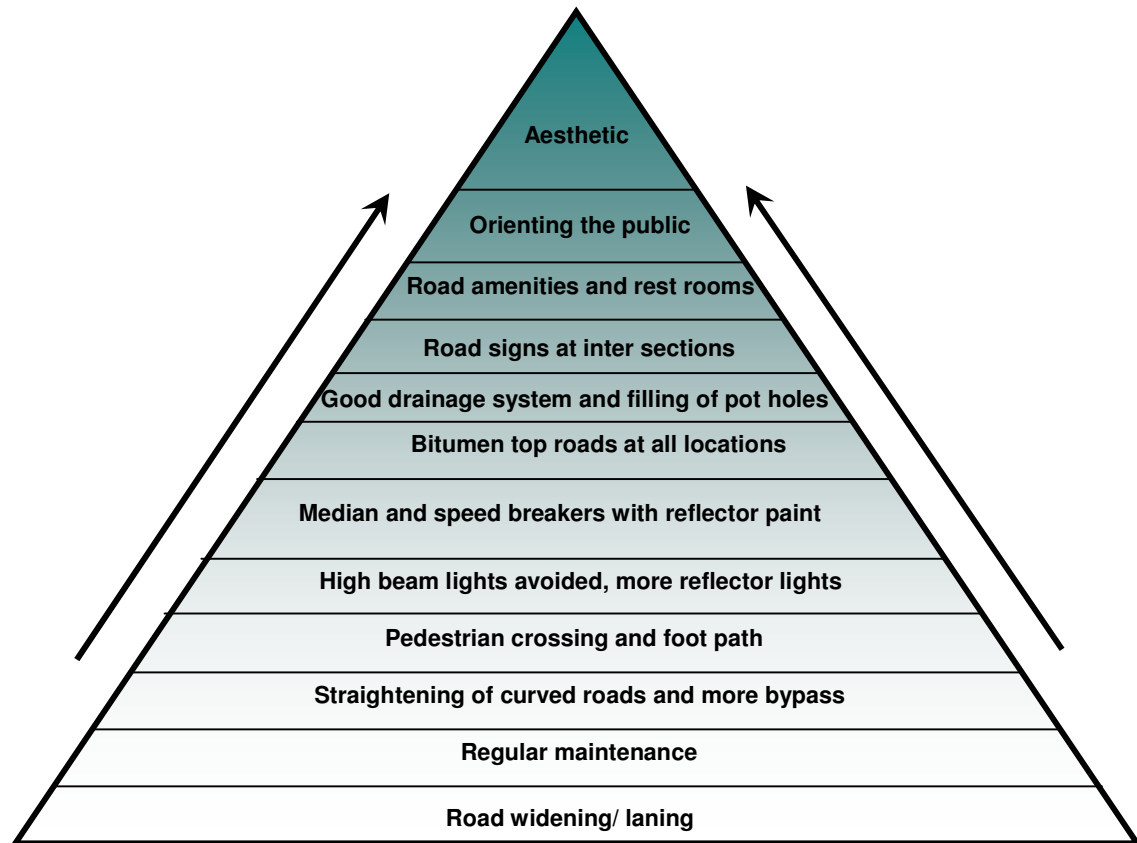 Aesthetic
Orienting the public
Road amenities and rest rooms
Road signs at inter sections
Good drainage system and filling of pot holes
Bitumen top roads at all locations
Median and speed breakers with reflector paint
High beam lights avoided, more reflector lights
Pedestrian crossing and foot path
Straightening of curved roads and more bypass
Regular maintenance
Road widening/ laning